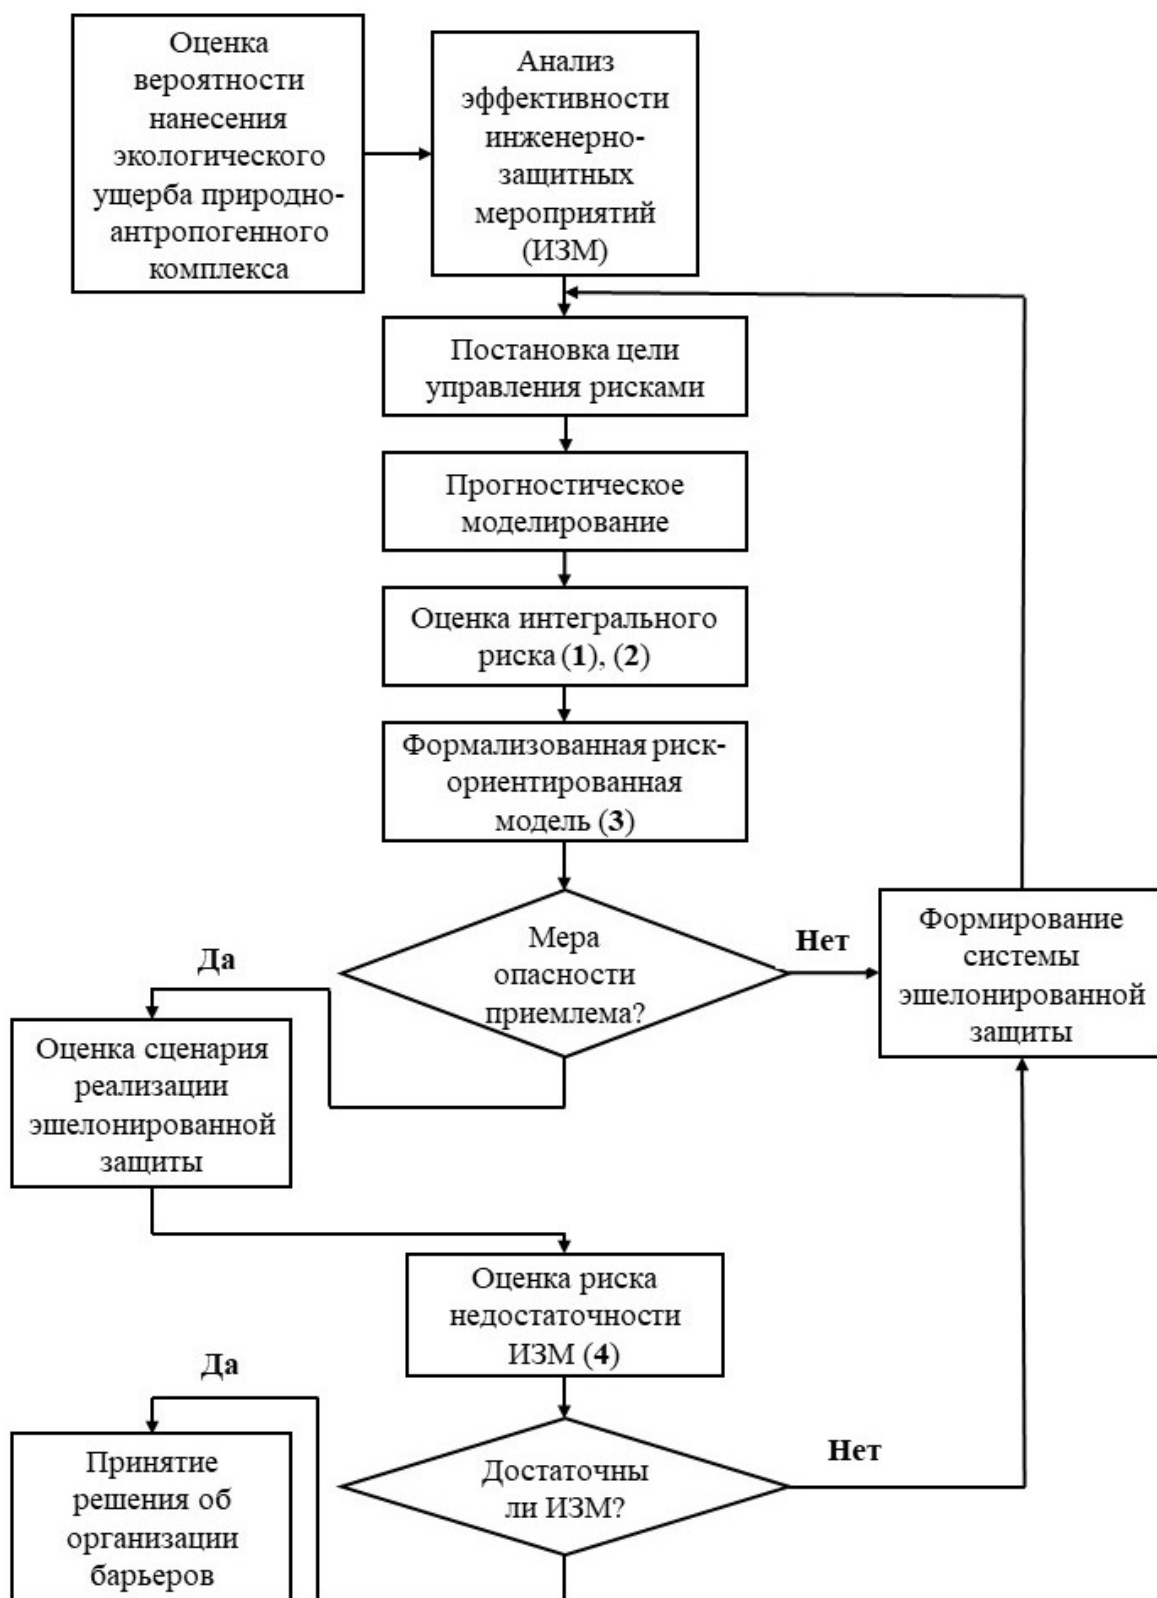 Оценка
вероятности
нанесения
экологического
ущерба природно-
антропогенного
комплекса
Анализ
эффективности
инженерно-
защитных
мероприятий
(ИЗМ)
Постановка цели
управления рисками
Прогностическое
моделирование
Оценка интегрального
риска (1), (2)
Формализованная риск-
ориентированная
модель (3)
Мера
опасности
приемлема?
Да
Нет
Формирование
системы
эшелонированной
защиты
Оценка сценария
реализации
эшелонированной
защиты
Оценка риска
недостаточности
ИЗМ (4)
Достаточны
ли ИЗМ?
Да
Нет
Принятие
решения об
организации
барьеров